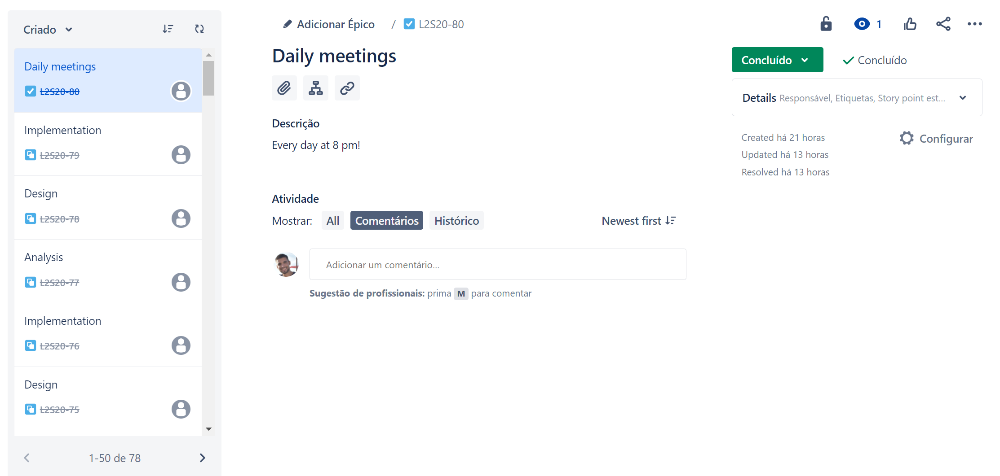 Criado
Daily meetings
L2S20-80
Implementation
L2S20-79
Design
L2S20-78
Analysis
L2S20-77
Implementation
L2S20-76
Design
L2S20-75
1-50 de 78
Adicionar Épico / L2S20-80
Daily meetings
Descrição
Every day at 8 pm!
Atividade
Mostrar: All Comentários Histórico Newest first
Adicionar um comentário...
Sugestão de profissionais: prima M para comentar
1
Concluído Concluído
Details Responsável, Etiquetas, Story point est...
Created há 21 horas
Configurar
Updated há 13 horas
Resolved há 13 horas